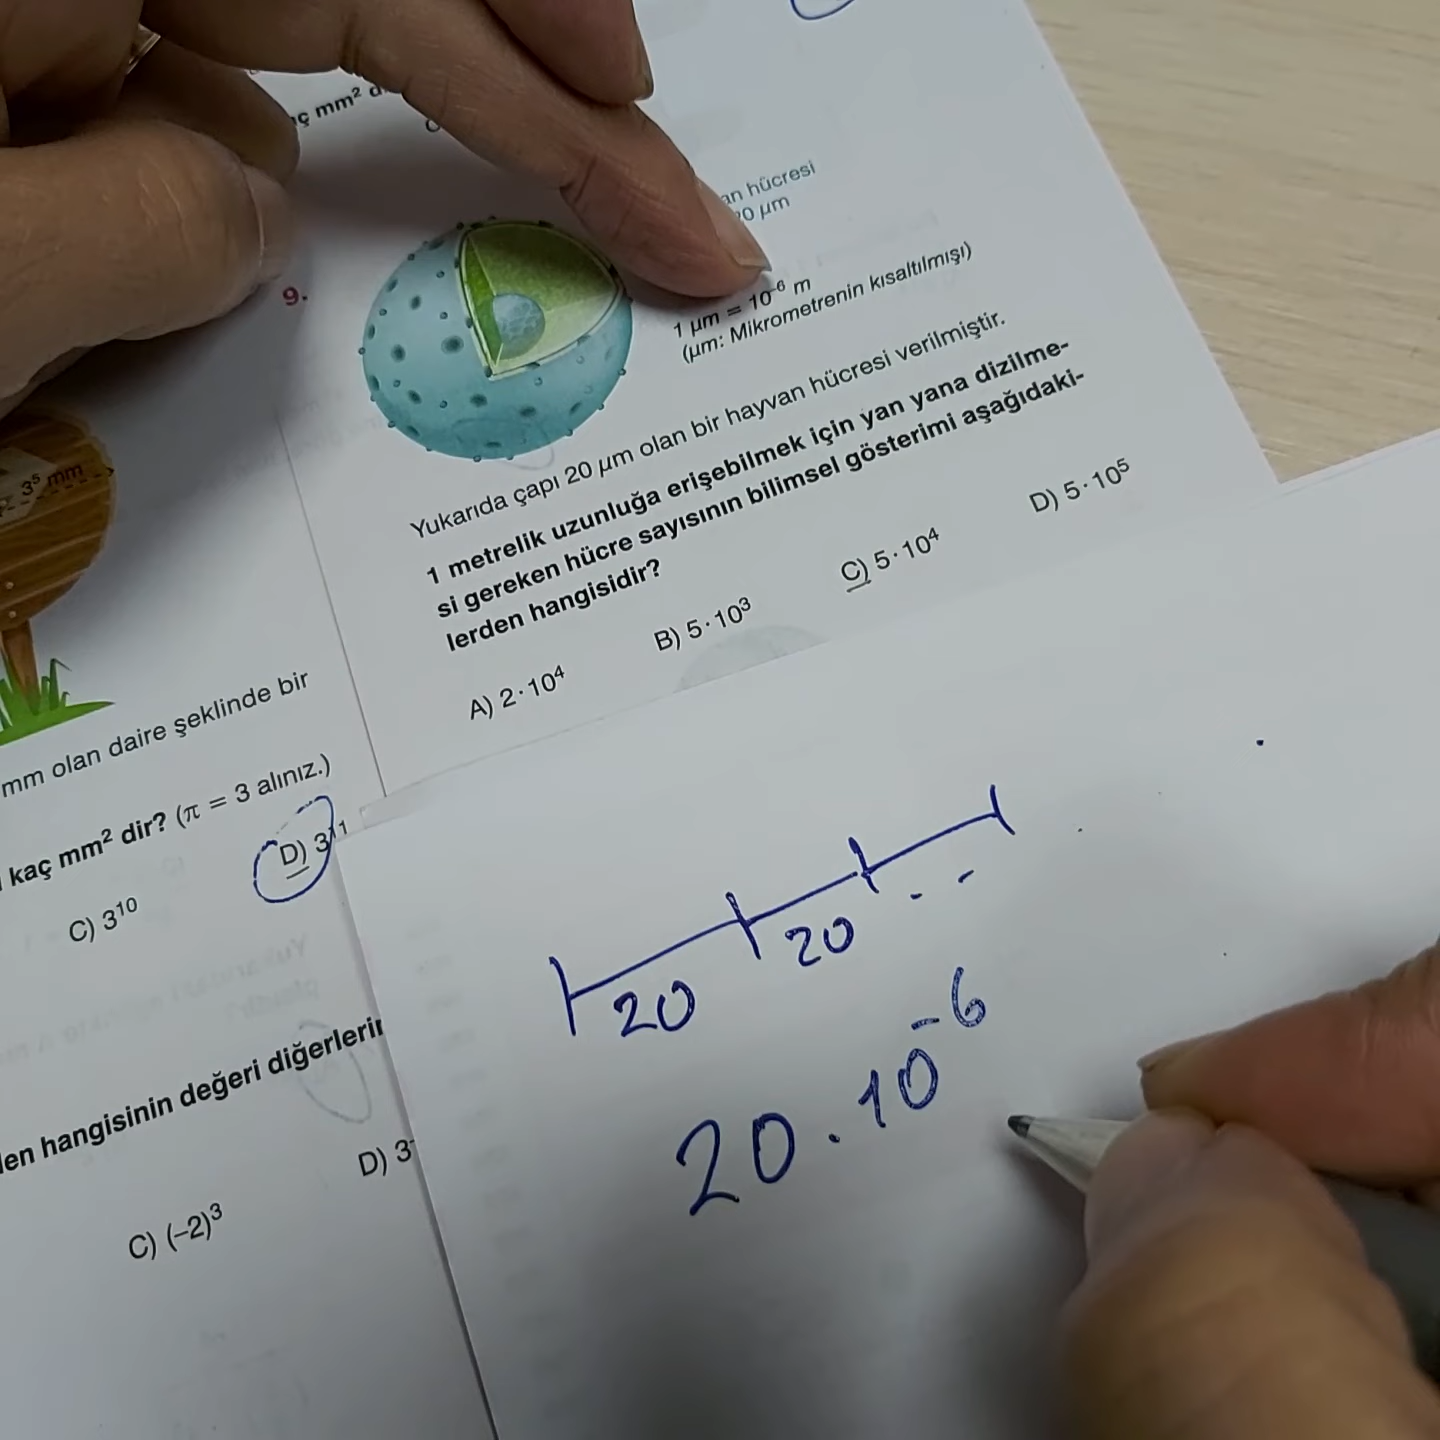 mm² d
9.
an hücresi
20 µm
1 µm = 10⁻⁶ m
(µm: Mikrometrenin kısaltılmışı)
Yukarıda çapı 20 µm olan bir hayvan hücresi verilmiştir.
1 metrelik uzunluğa erişebilmek için yan yana dizilme-
si gereken hücre sayısının bilimsel gösterimi aşağıdaki-
lerden hangisidir?
A) 2·10⁴
B) 5·10³
C) 5·10⁴
D) 5·10⁵
3⁵ mm
mm olan daire şeklinde bir
kaç mm² dir? (π = 3 alınız.)
C) 3¹⁰
D) 3¹¹
hangisinin değeri
C) (–2)³
D) 3
20
20
20 . 10⁻⁶